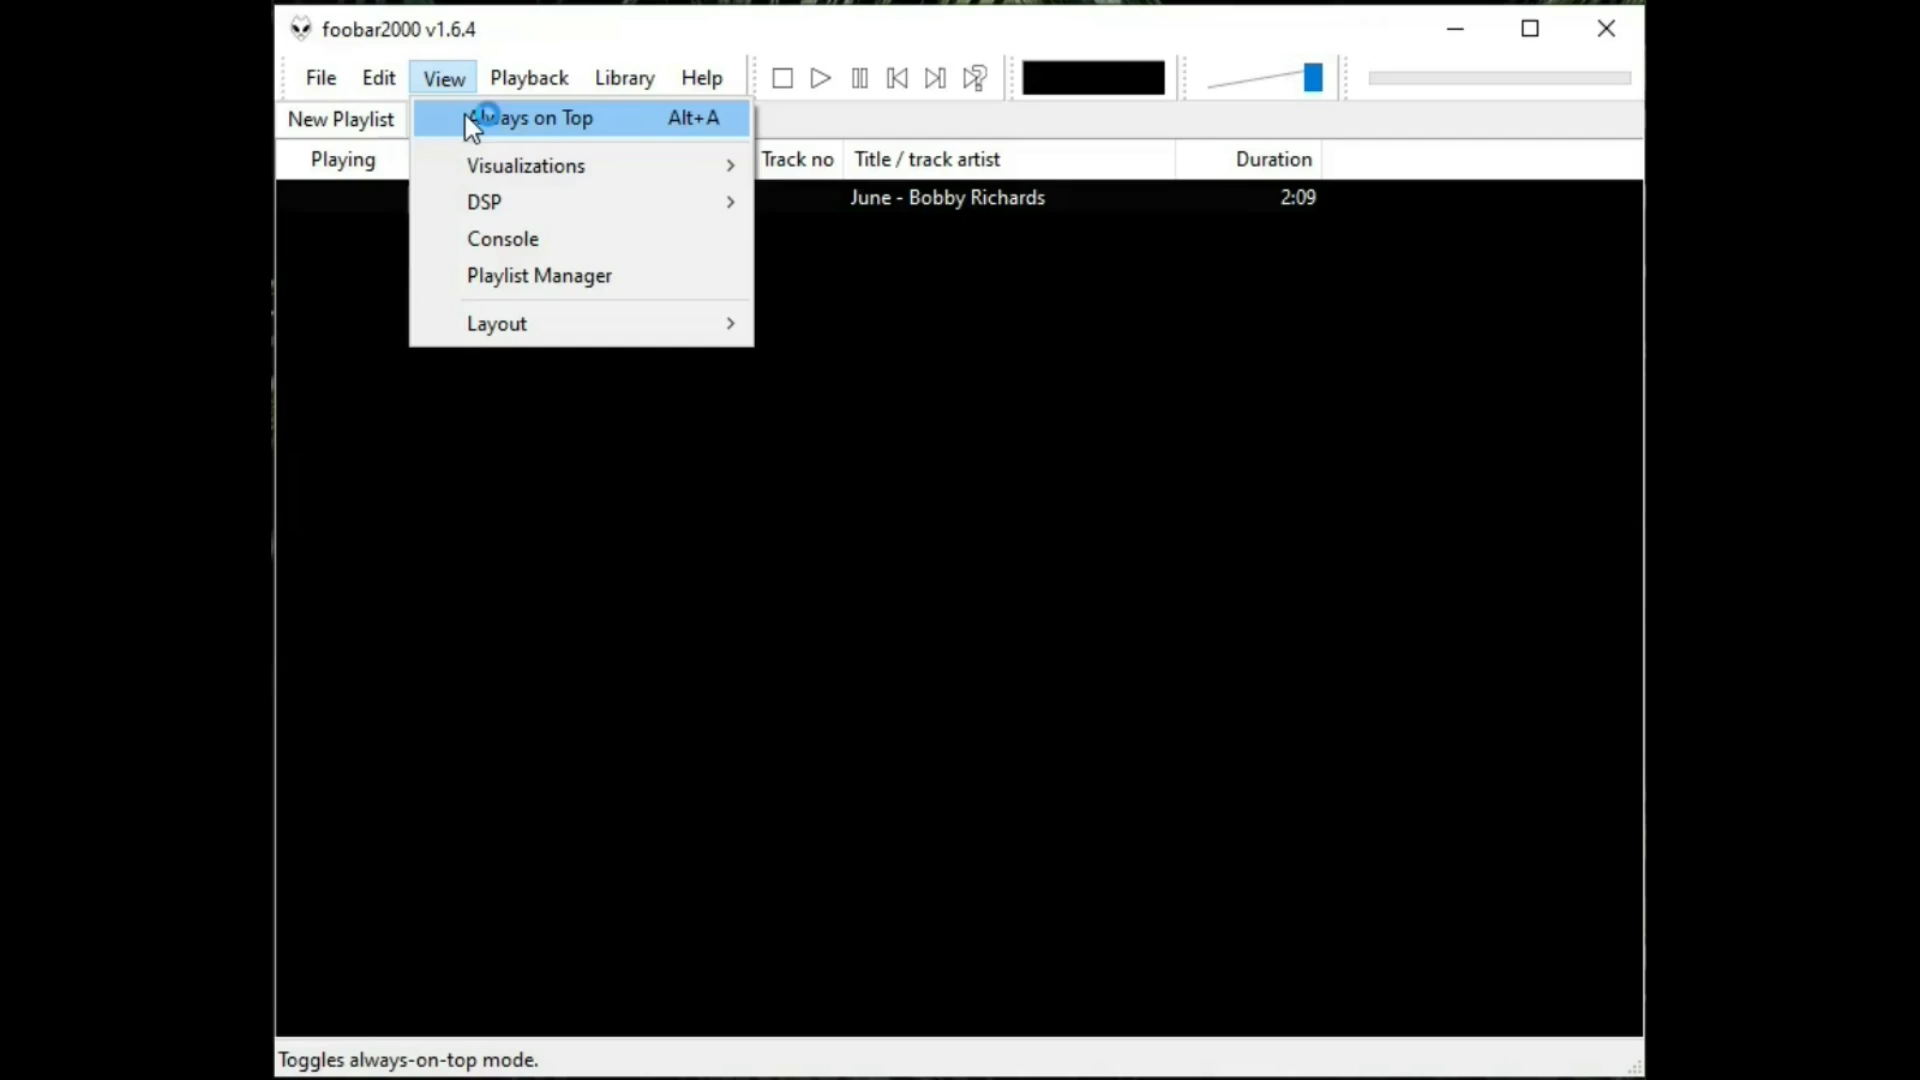 foobar2000 v1.6.4
File Edit View Playback Library Help
New Playlist
Always on Top Alt+A
Playing Track no Title / track artist Duration
Visualizations
June - Bobby Richards 2:09
DSP
Console
Playlist Manager
Layout
Toggles always-on-top mode.